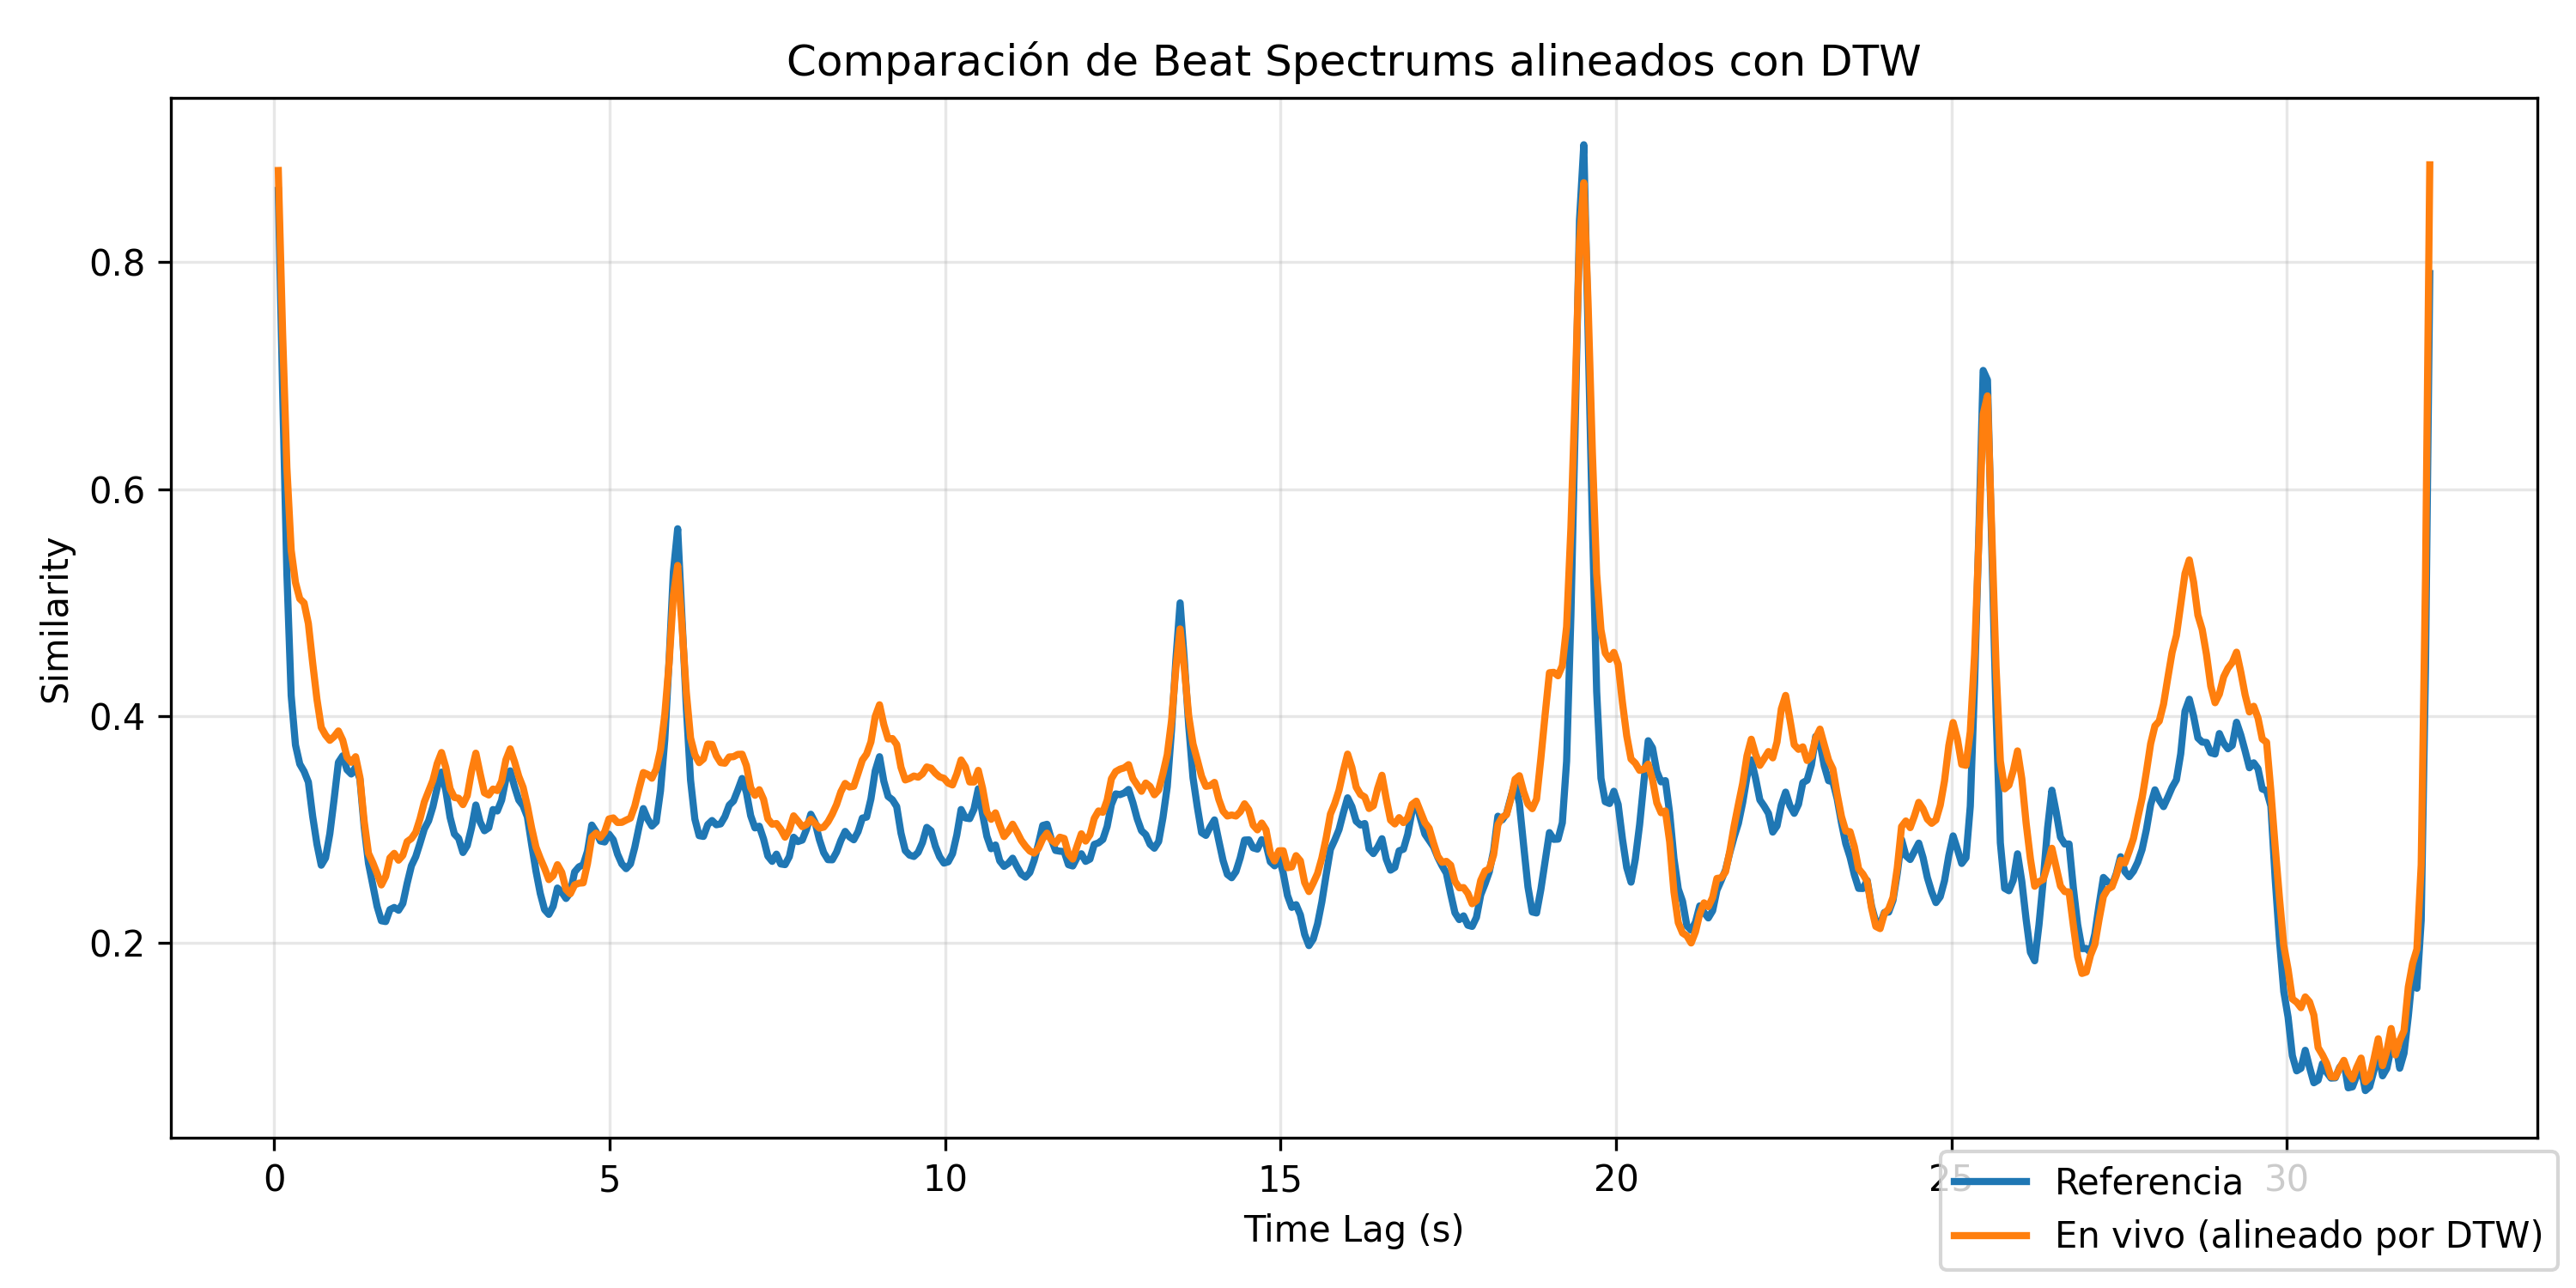 Comparación de Beat Spectrums alineados con DTW
Similarity
0.8
0.6
0.4
0.2
0 5 10 15 20 25 30
Time Lag (s)
Referencia
En vivo (alineado por DTW)